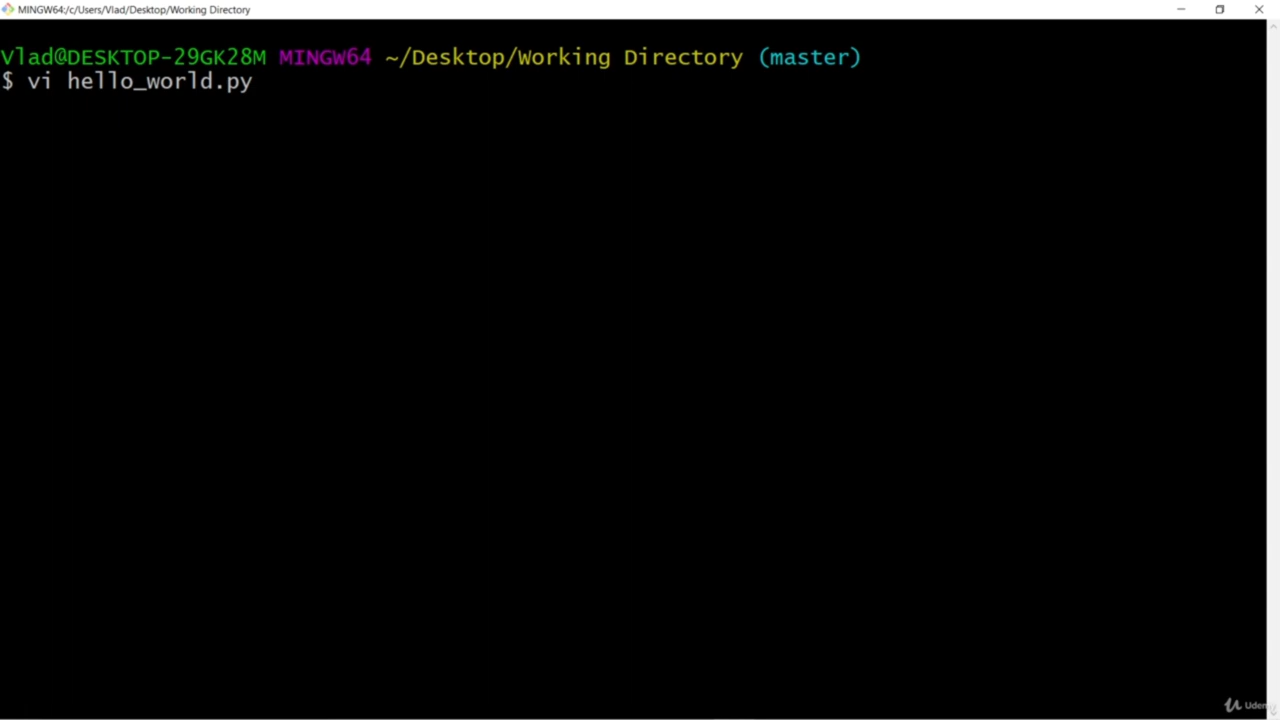 MINGW64:/c/Users/Vlad/Desktop/Working Directory
Vlad@DESKTOP-29GK28M MINGW64 ~/Desktop/Working Directory (master)
$ vi hello_world.py